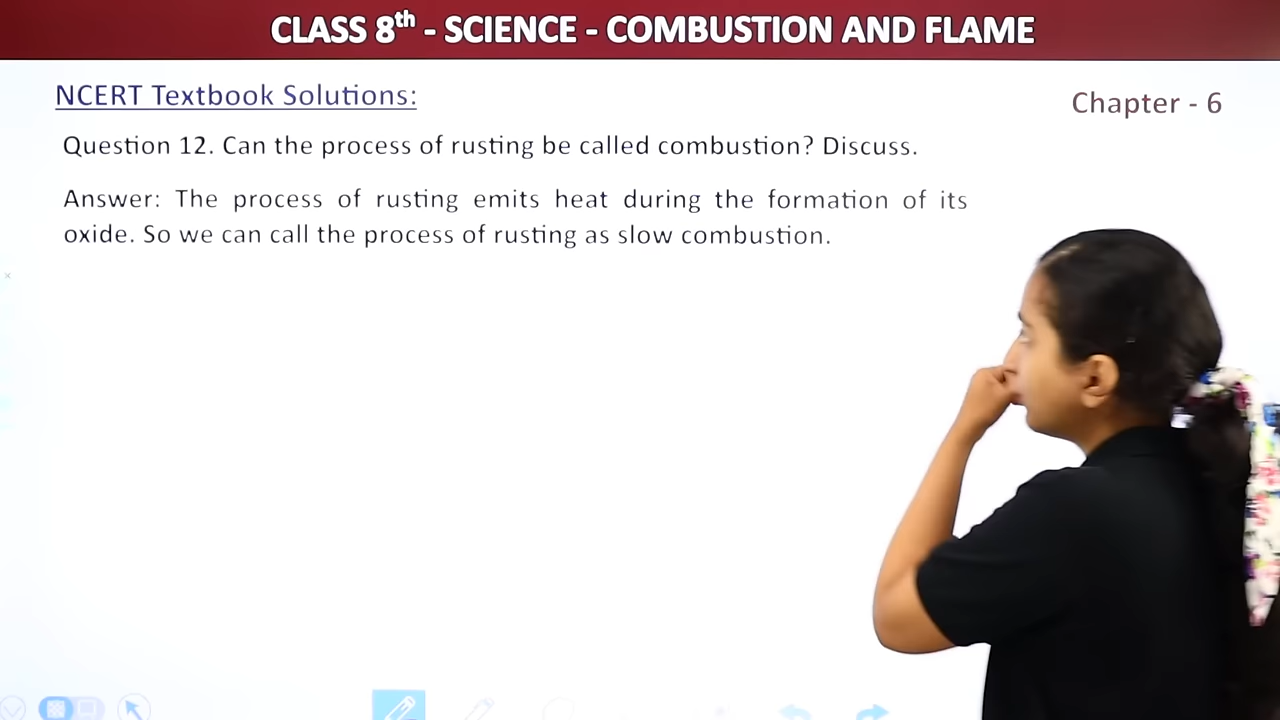 CLASS 8th - SCIENCE - COMBUSTION AND FLAME
NCERT Textbook Solutions:
Chapter - 6
Question 12. Can the process of rusting be called combustion? Discuss.
Answer: The process of rusting emits heat during the formation of its
oxide. So we can call the process of rusting as slow combustion.